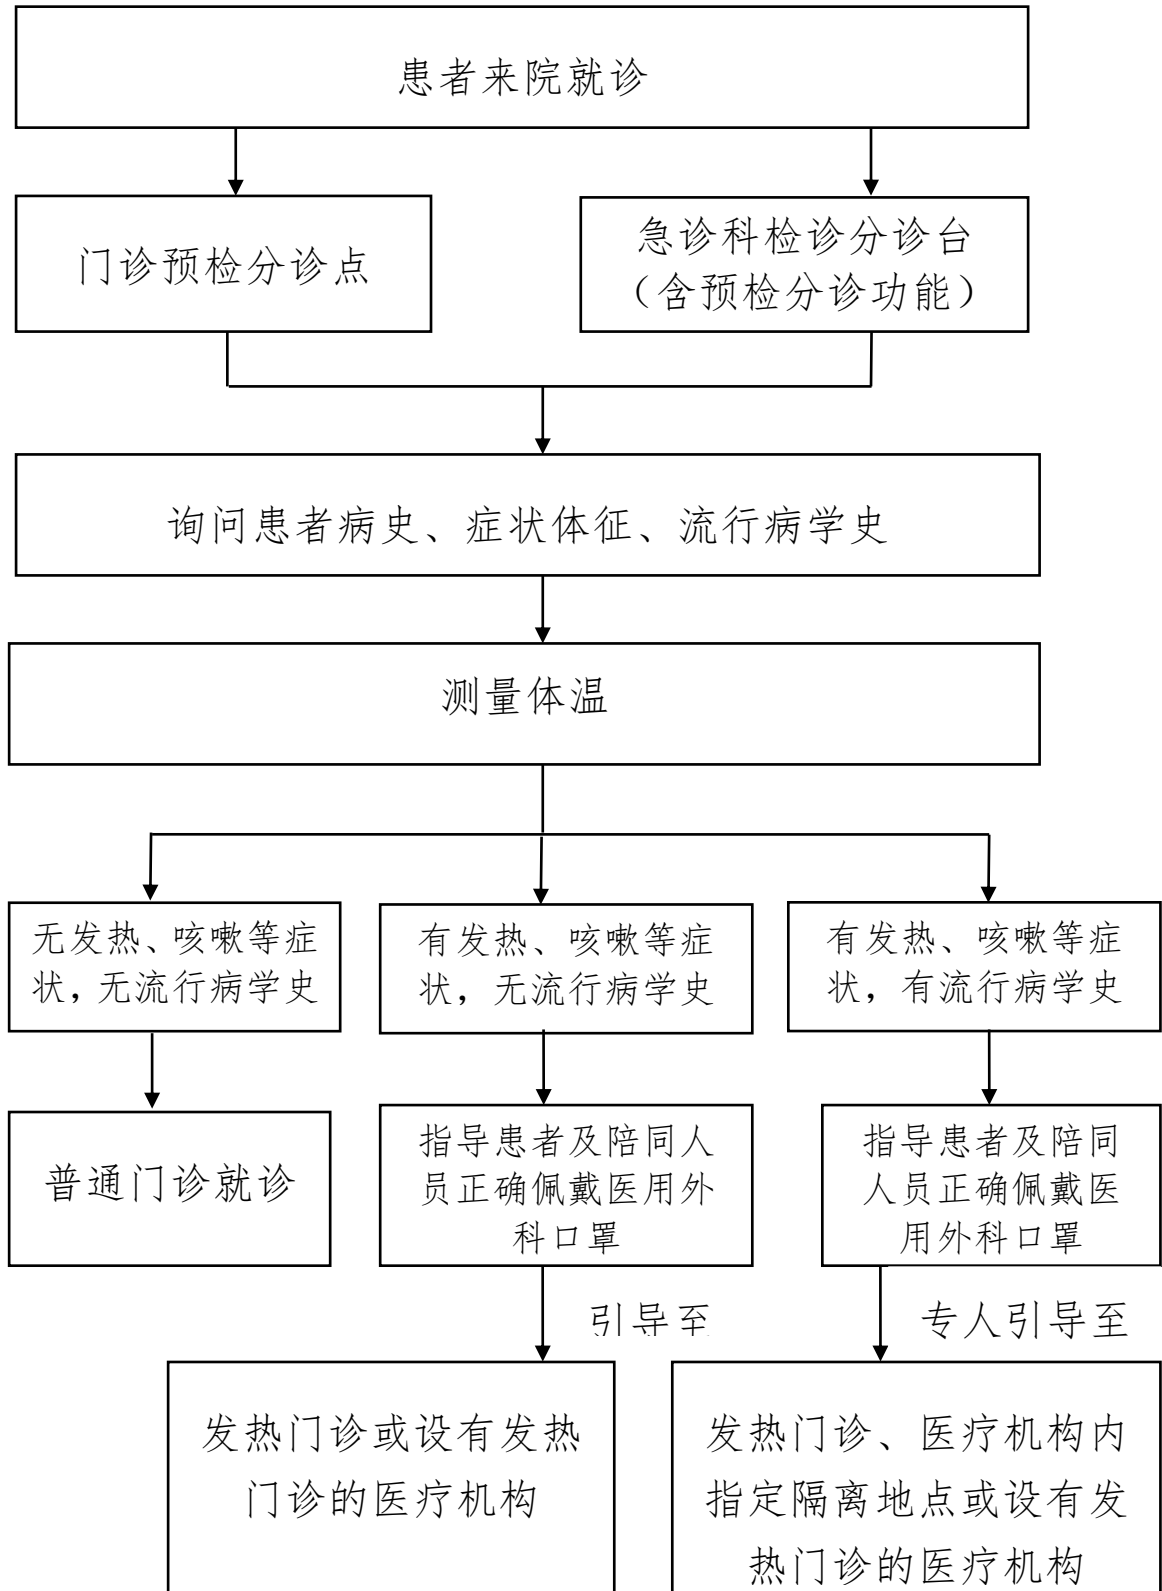 患者来院就诊
门诊预检分诊点
急诊科检诊分诊台
（含预检分诊功能）
询问患者病史、症状体征、流行病学史
测量体温
无发热、咳嗽等症
状，无流行病学史
有发热、咳嗽等症
状，无流行病学史
有发热、咳嗽等症
状，有流行病学史
普通门诊就诊
指导患者及陪同人
员正确佩戴医用外
科口罩
指导患者及陪同
人员正确佩戴医
用外科口罩
引导至
专人引导至
发热门诊或设有发热
门诊的医疗机构
发热门诊、医疗机构内
指定隔离地点或设有发
热门诊的医疗机构